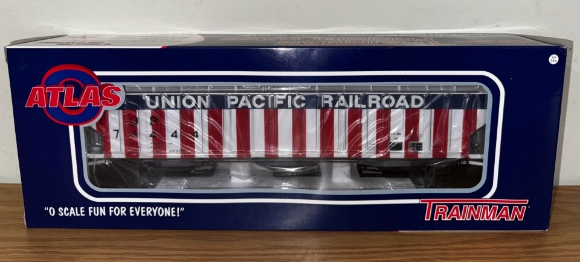 ATLAS
O
UNION PACIFIC RAILROAD
"O SCALE FUN FOR EVERYONE!"
TRAINMAN